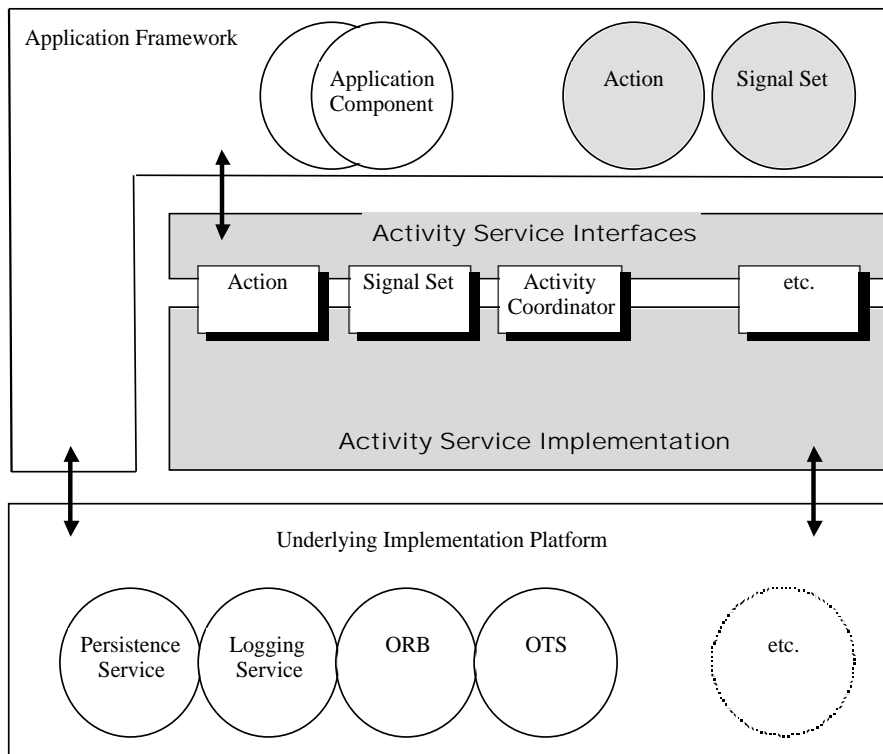 Application Framework
Application
Component
Action
Signal Set
Activity Service Interfaces
Action
Signal Set
Activity
Coordinator
etc.
Activity Service Implementation
Underlying Implementation Platform
Persistence
Service
Logging
Service
ORB
OTS
etc.